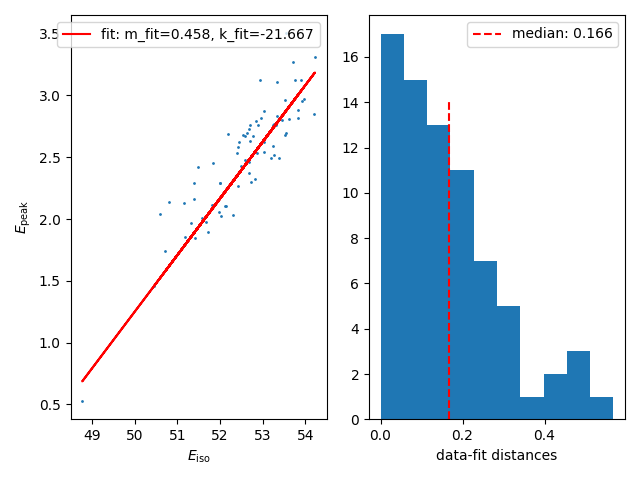 fit: m_fit=0.458, k_fit=-21.667
3.5
3.0
2.5
2.0
1.5
1.0
0.5
E_peak
49 50 51 52 53 54
E_iso
median: 0.166
16
14
12
10
8
6
4
2
0
0.0 0.2 0.4
data-fit distances